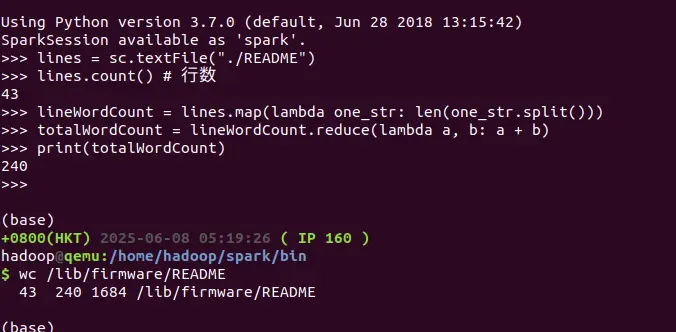 Using Python version 3.7.0 (default, Jun 28 2018 13:15:42)
SparkSession available as 'spark'.
>>> lines = sc.textFile("./README")
>>> lines.count() # 行数
43
>>> lineWordCount = lines.map(lambda one_str: len(one_str.split()))
>>> totalWordCount = lineWordCount.reduce(lambda a, b: a + b)
>>> print(totalWordCount)
240
>>>
(base)
+0800(HKT) 2025-06-08 05:19:26 ( IP 160 )
hadoop@qemu:/home/hadoop/spark/bin
$ wc /lib/firmware/README
  43  240 1684 /lib/firmware/README
(base)